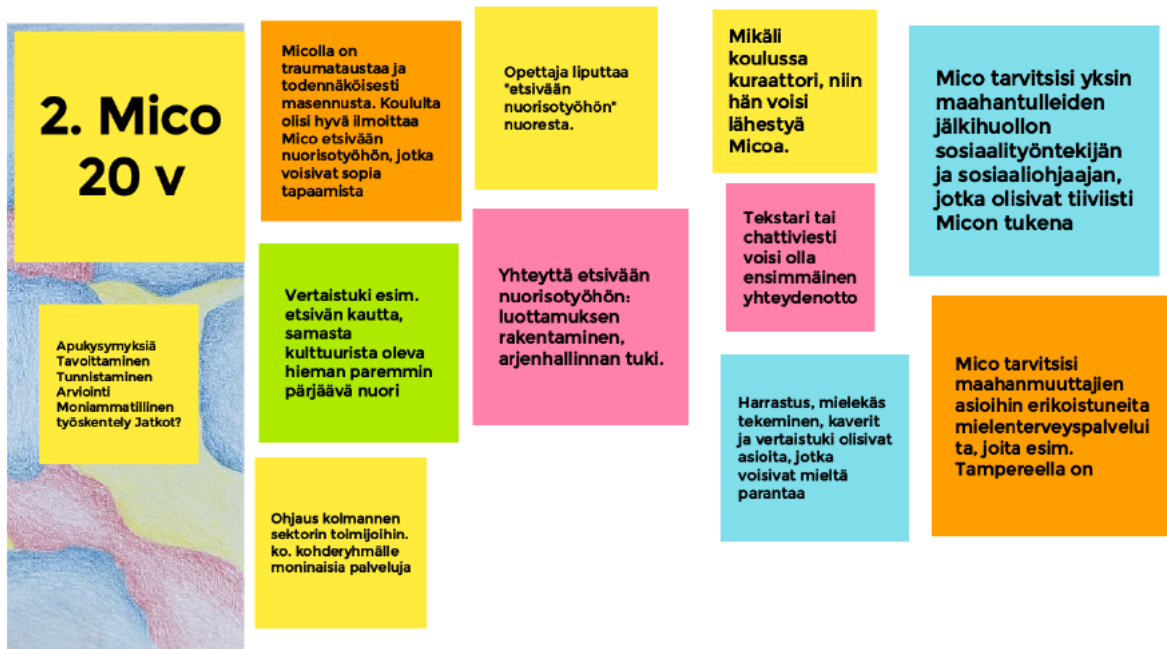 2. Mico
20 v
Apukysymyksiä
Tavoittaminen
Tunnistaminen
Arviointi
Moniammatillinen
työskentely Jatkot?
Micolla on
traumataustaa ja
todennäköisesti
masennusta. Koululta
olisi hyvä ilmoittaa
Mico etsivään
nuorisotyöhön, jotka
voisivat sopia
tapaamista
Vertaistuki esim.
etsivän kautta,
samasta
kulttuurista oleva
hieman paremmin
pärjäävä nuori
Ohjaus kolmannen
sektorin toimijoihin.
ko. kohderyhmälle
moninaisia palveluja
Opettaja liputtaa
"etsivään
nuorisotyöhön"
nuoresta.
Yhteyttä etsivään
nuorisotyöhön:
luottamuksen
rakentaminen,
arjenhallinnan tuki.
Mikäli
koulussa
kuraattori, niin
hän voisi
lähestyä
Micoa.
Tekstari tai
chattiviesti
voisi olla
ensimmäinen
yhteydenotto
Harrastus, mielekäs
tekeminen, kaverit
ja vertaistuki olisivat
asioita, jotka
voisivat mieltä
parantaa
Mico tarvitsisi yksin
maahantulleiden
jälkihuollon
sosiaalityöntekijän
ja sosiaaliohjaajan,
jotka olisivat tiiviisti
Micon tukena
Mico tarvitsisi
maahanmuuttajien
asioihin erikoistuneita
mielenterveyspalvelui
ta, joita esim.
Tampereella on